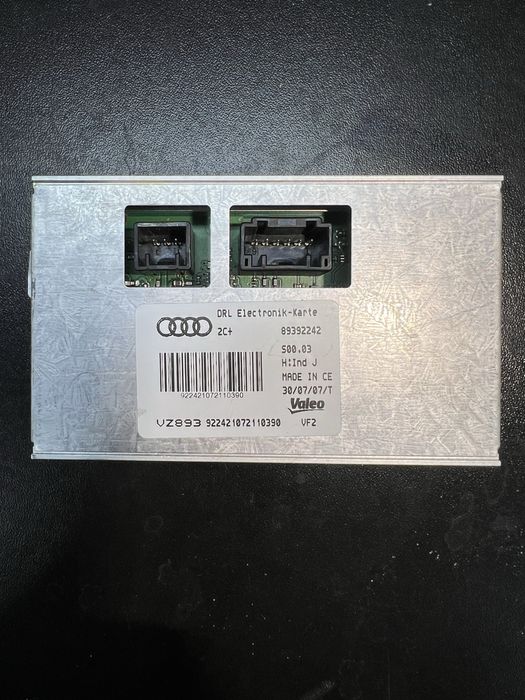 DRL Electronik-Karte
2C+ 89392242
S00.03
H:Ind J
MADE IN CE
30/07/07/T
922421072110390
Valeo
VZ893 922421072110390 VF2